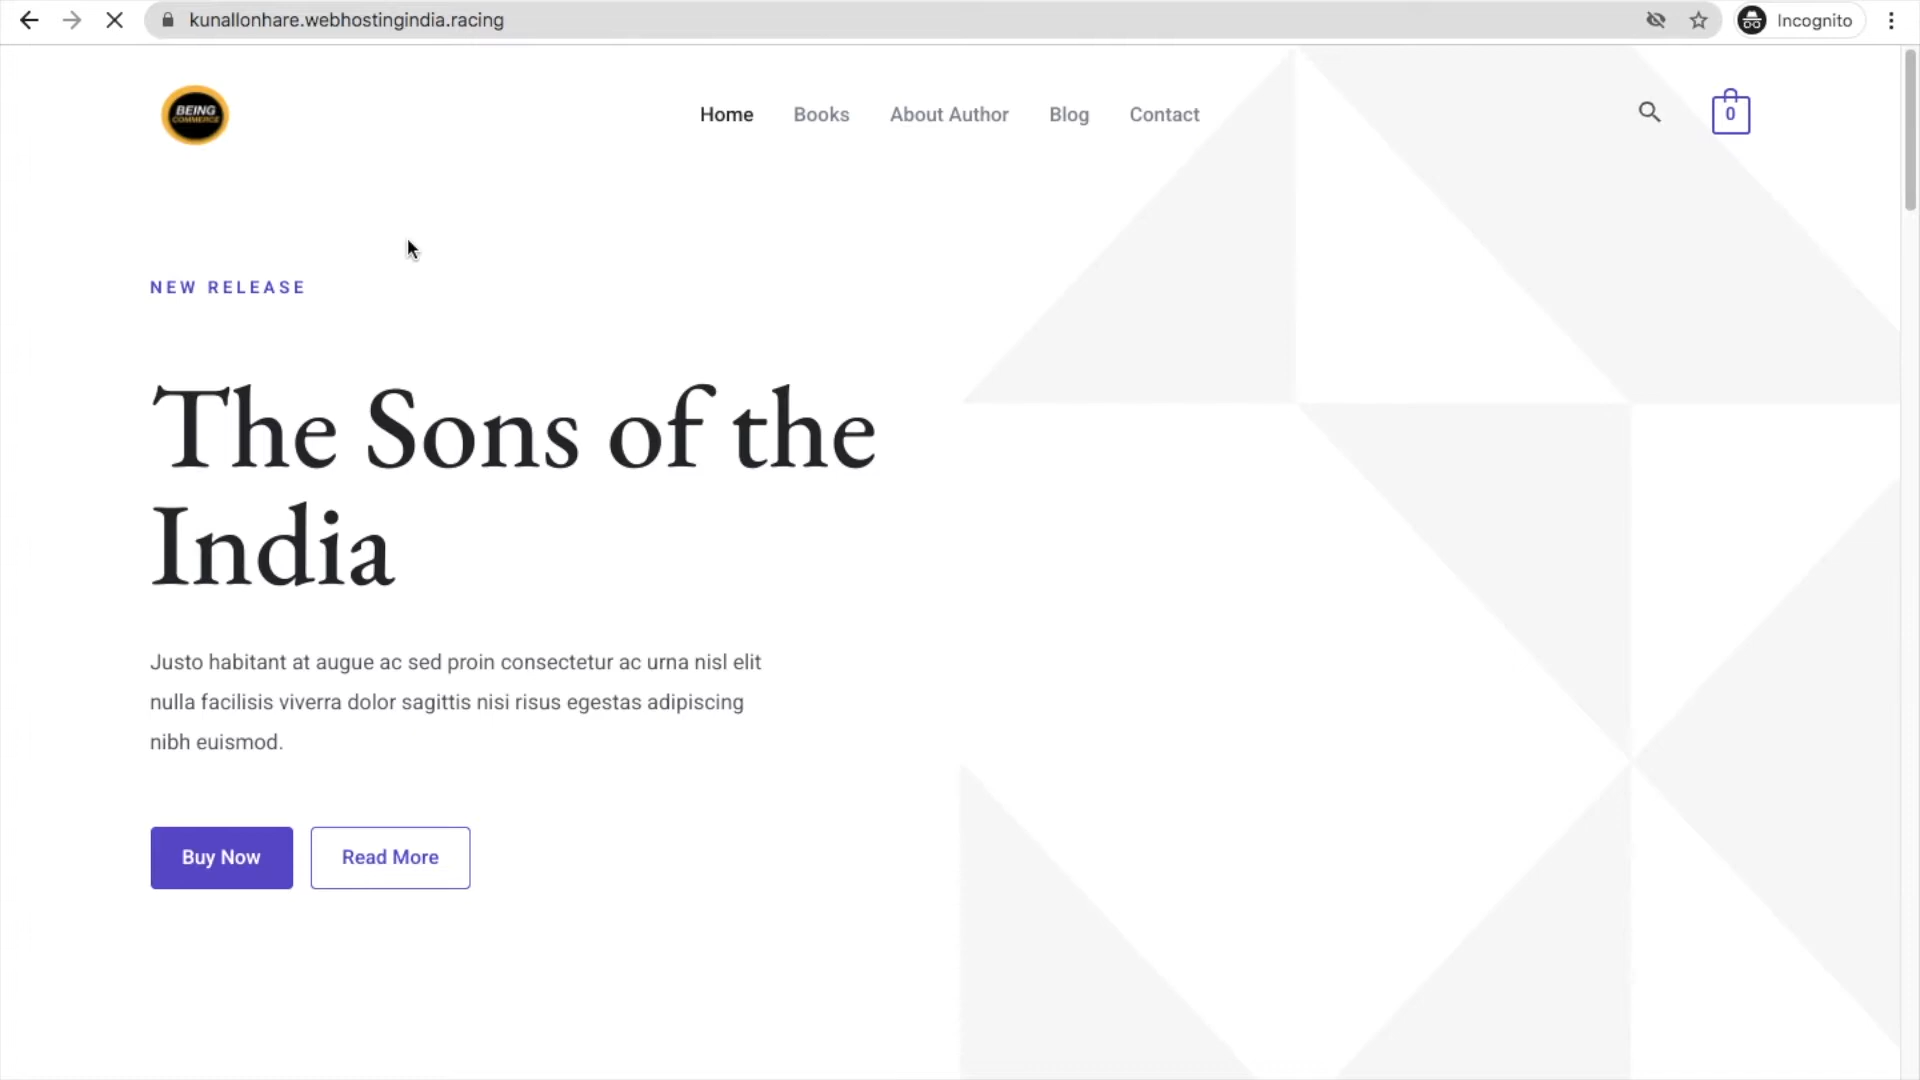 kunallonhare.webhostingindia.racing
Incognito
BEING
COMMERCE
Home
Books
About Author
Blog
Contact
0
NEW RELEASE
The Sons of the
India
Justo habitant at augue ac sed proin consectetur ac urna nisl elit
nulla facilisis viverra dolor sagittis nisi risus egestas adipiscing
nibh euismod.
Buy Now
Read More